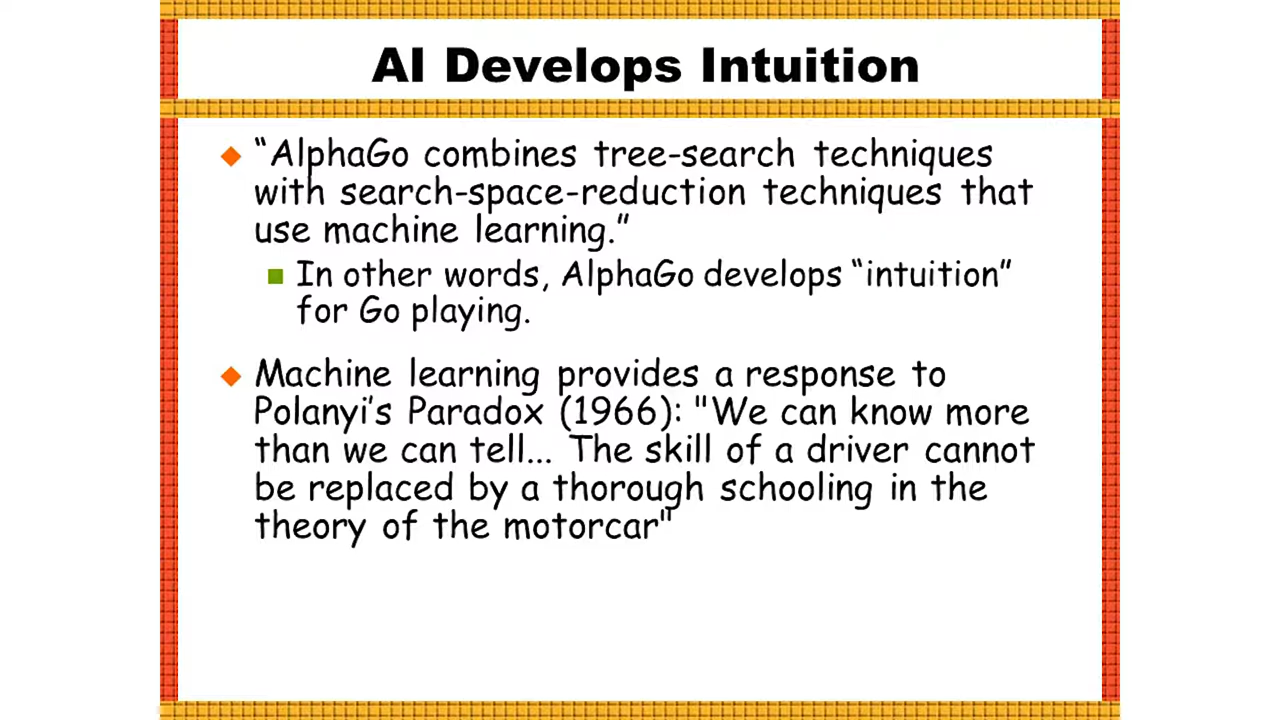 AI Develops Intuition
“AlphaGo combines tree-search techniques
with search-space-reduction techniques that
use machine learning.”
In other words, AlphaGo develops “intuition”
for Go playing.
Machine learning provides a response to
Polanyi’s Paradox (1966): "We can know more
than we can tell... The skill of a driver cannot
be replaced by a thorough schooling in the
theory of the motorcar"